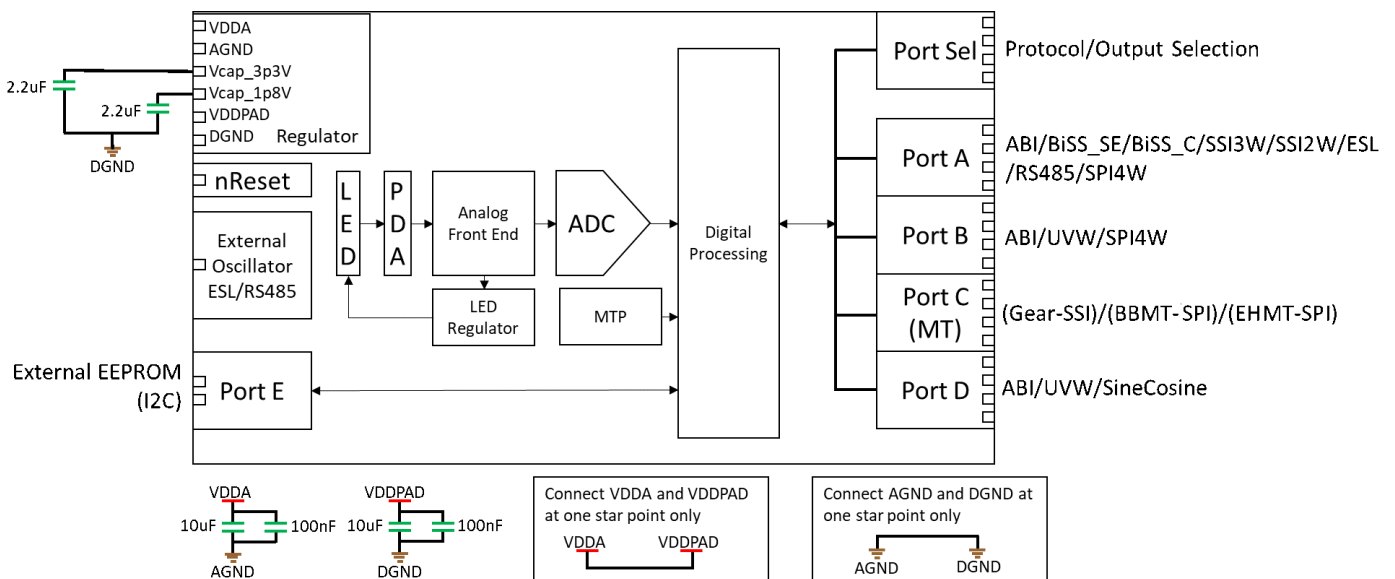 VDDA
AGND
Vcap_3p3V
Vcap_1p8V
VDDPAD
DGND
Regulator
2.2uF
2.2uF
DGND
nReset
External
Oscillator
ESL/RS485
External EEPROM
(I2C)
Port E
LED
PDA
Analog
Front End
ADC
LED
Regulator
MTP
Digital
Processing
Port Sel
Protocol/Output Selection
Port A
ABI/BiSS_SE/BiSS_C/SSI3W/SSI2W/ESL
/RS485/SPI4W
Port B
ABI/UVW/SPI4W
Port C
(MT)
(Gear-SSI)/(BBMT-SPI)/(EHMT-SPI)
Port D
ABI/UVW/SineCosine
VDDA
10uF
100nF
AGND
VDDPAD
10uF
100nF
DGND
Connect VDDA and VDDPAD
at one star point only
VDDA
VDDPAD
Connect AGND and DGND at
one star point only
AGND
DGND